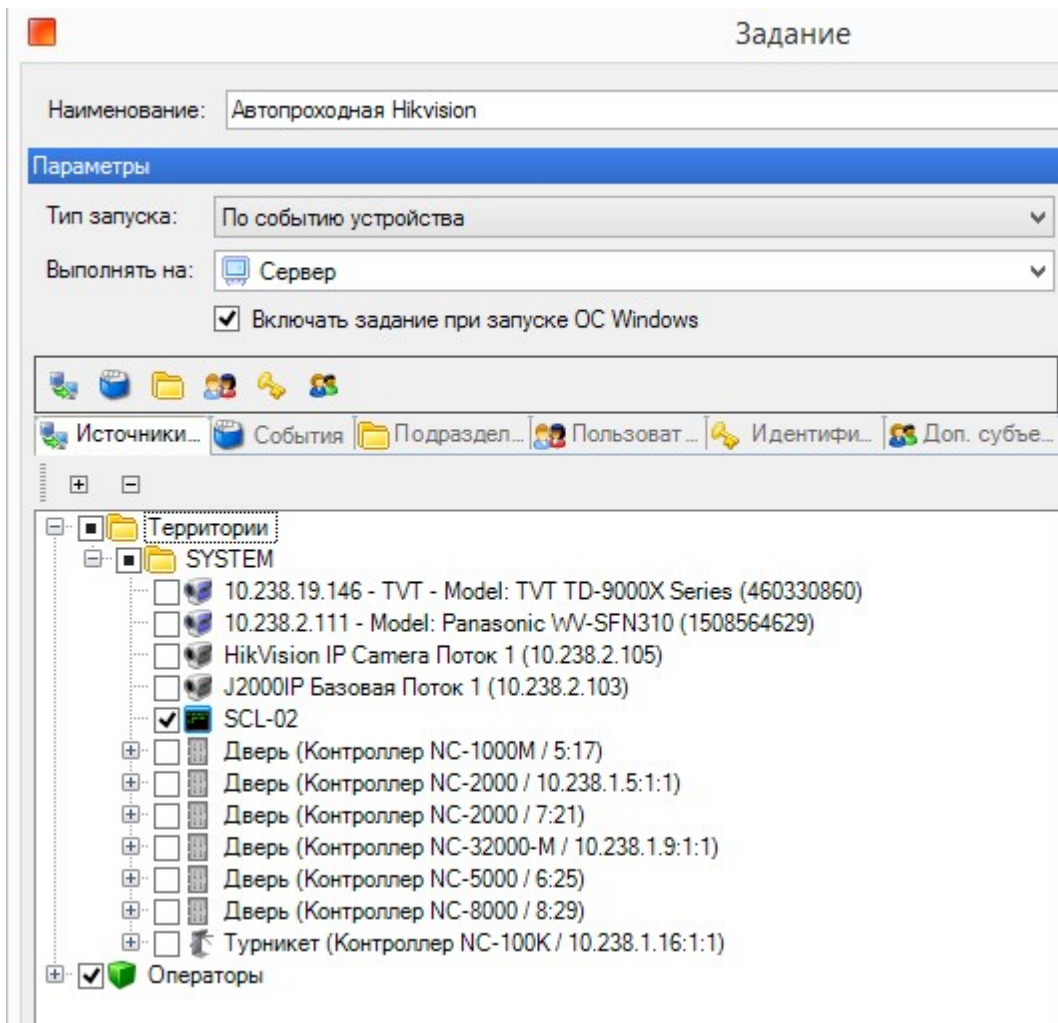 Задание
Наименование: Автопроходная Hikvision
Параметры
Тип запуска: По событию устройства
Выполнять на: Сервер
Включать задание при запуске ОС Windows
Источники... События Подраздел... Пользоват... Идентифи... Доп. субъе...
Территории
SYSTEM
10.238.19.146 - TVT - Model: TVT TD-9000X Series (460330860)
10.238.2.111 - Model: Panasonic WV-SFN310 (1508564629)
HikVision IP Camera Поток 1 (10.238.2.105)
J2000IP Базовая Поток 1 (10.238.2.103)
SCL-02
Дверь (Контроллер NC-1000M / 5:17)
Дверь (Контроллер NC-2000 / 10.238.1.5:1:1)
Дверь (Контроллер NC-2000 / 7:21)
Дверь (Контроллер NC-32000-M / 10.238.1.9:1:1)
Дверь (Контроллер NC-5000 / 6:25)
Дверь (Контроллер NC-8000 / 8:29)
Турникет (Контроллер NC-100K / 10.238.1.16:1:1)
Операторы